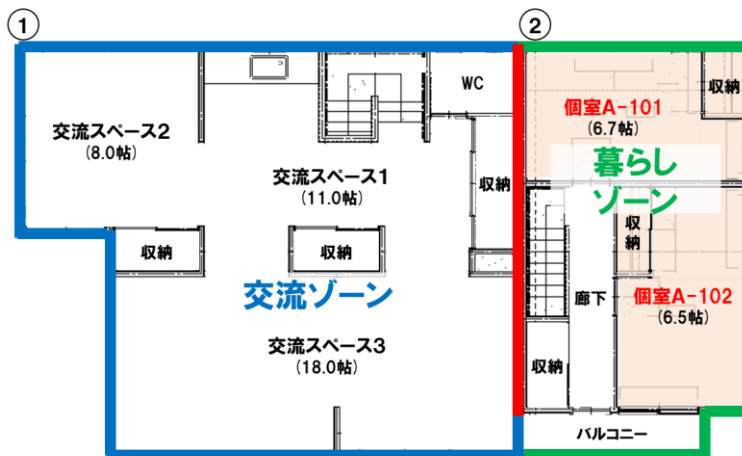 ①
②
交流スペース2
(8.0帖)
交流スペース1
(11.0帖)
WC
収納
収納
収納
交流ゾーン
交流スペース3
(18.0帖)
個室A-101
(6.7帖)
収納
暮らし
ゾーン
収納
廊下
個室A-102
(6.5帖)
収納
バルコニー